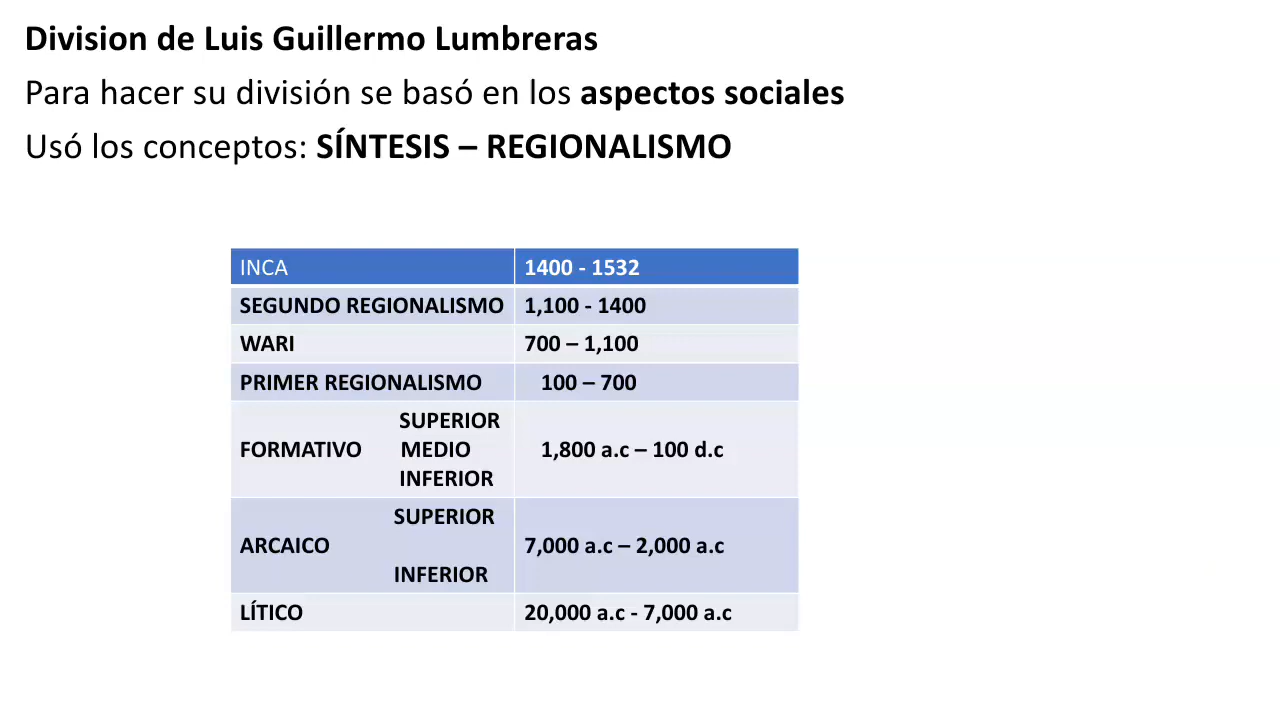 Division de Luis Guillermo Lumbreras
Para hacer su división se basó en los aspectos sociales
Usó los conceptos: SÍNTESIS – REGIONALISMO
INCA 1400 - 1532
SEGUNDO REGIONALISMO 1,100 - 1400
WARI 700 – 1,100
PRIMER REGIONALISMO 100 – 700
SUPERIOR
FORMATIVO MEDIO 1,800 a.c – 100 d.c
INFERIOR
SUPERIOR
ARCAICO 7,000 a.c – 2,000 a.c
INFERIOR
LÍTICO 20,000 a.c - 7,000 a.c